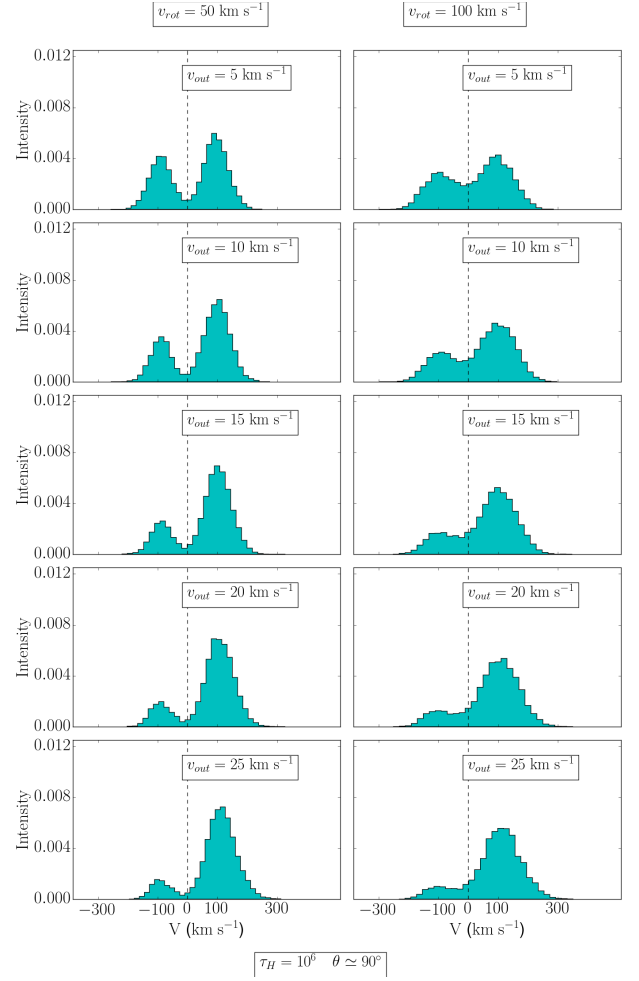 v_rot = 50 km s⁻¹ v_rot = 100 km s⁻¹
0.012
v_out = 5 km s⁻¹ v_out = 5 km s⁻¹
0.008
Intensity
0.004
0.000
0.012
v_out = 10 km s⁻¹ v_out = 10 km s⁻¹
0.008
Intensity
0.004
0.000
0.012
v_out = 15 km s⁻¹ v_out = 15 km s⁻¹
0.008
Intensity
0.004
0.000
0.012
v_out = 20 km s⁻¹ v_out = 20 km s⁻¹
0.008
Intensity
0.004
0.000
0.012
v_out = 25 km s⁻¹ v_out = 25 km s⁻¹
0.008
Intensity
0.004
0.000
−300 −100 0 100 300 −300 −100 0 100 300
V (km s⁻¹) V (km s⁻¹)
τ_H = 10⁶ θ ≃ 90°